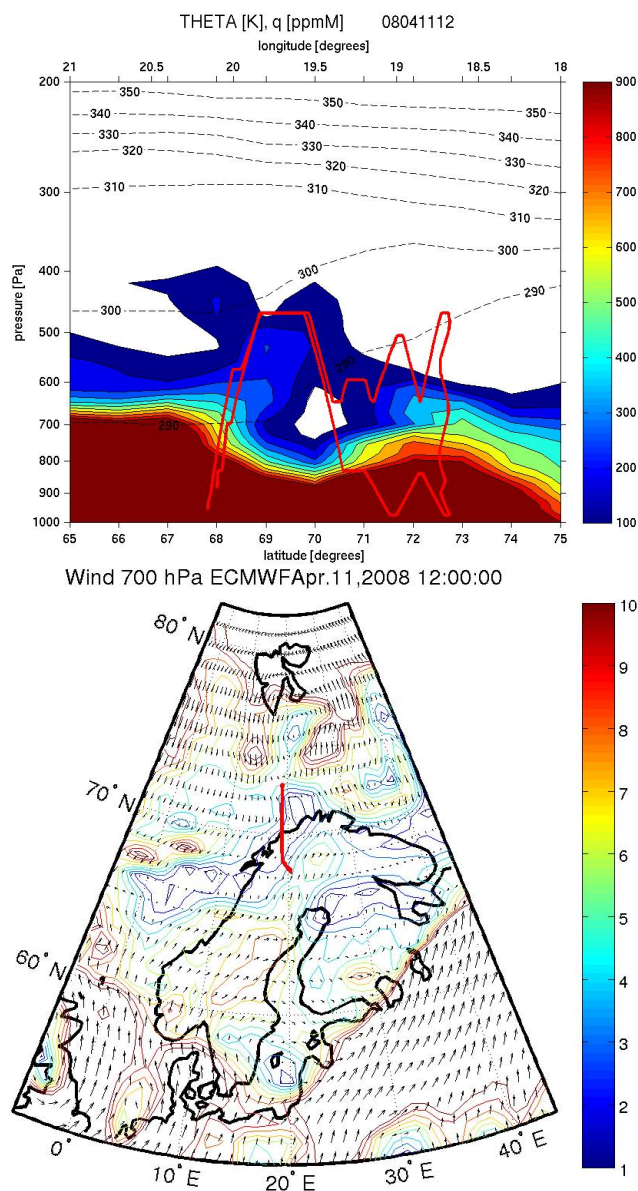 THETA [K], q [ppmM] 08041112
longitude [degrees]
21 20.5 20 19.5 19 18.5 18
200
300
400
500
600
700
800
900
1000
pressure [Pa]
350 350 350
340 340 340
330 330 330
320 320 320
310 310 310
300 300 300
290 290 290
65 66 67 68 69 70 71 72 73 74 75
latitude [degrees]
900
800
700
600
500
400
300
200
100
Wind 700 hPa ECMWFApr.11,2008 12:00:00
80°N
70°N
60°N
0° 10°E 20°E 30°E 40°E
10
9
8
7
6
5
4
3
2
1